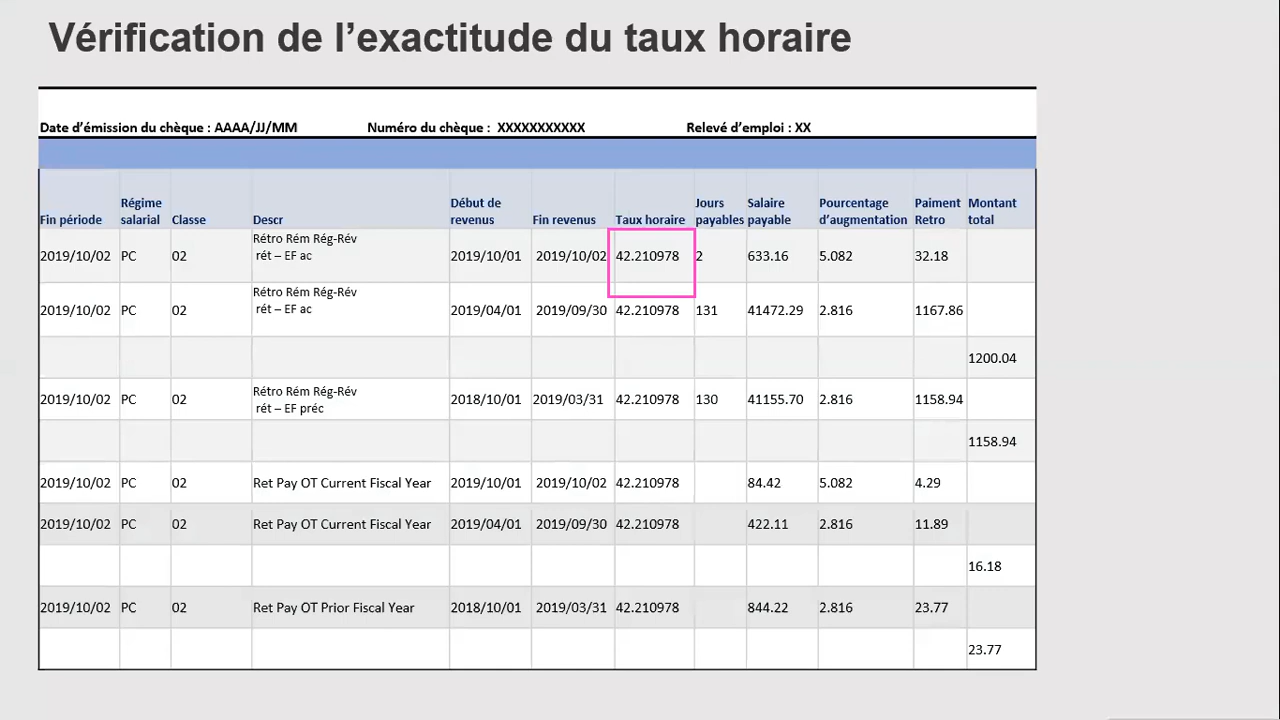 Vérification de l’exactitude du taux horaire
Date d’émission du chèque : AAAA/JJ/MM Numéro du chèque : XXXXXXXXXXX Relevé d’emploi : XX
Fin période Régime salarial Classe Descr Début de revenus Fin revenus Taux horaire Jours payables Salaire payable Pourcentage d’augmentation Paiment Retro Montant total
2019/10/02 PC 02 Rétro Rém Rég-Rév rét – EF ac 2019/10/01 2019/10/02 42.210978 2 633.16 5.082 32.18
2019/10/02 PC 02 Rétro Rém Rég-Rév rét – EF ac 2019/04/01 2019/09/30 42.210978 131 41472.29 2.816 1167.86
1200.04
2019/10/02 PC 02 Rétro Rém Rég-Rév rét – EF préc 2018/10/01 2019/03/31 42.210978 130 41155.70 2.816 1158.94
1158.94
2019/10/02 PC 02 Ret Pay OT Current Fiscal Year 2019/10/01 2019/10/02 42.210978 84.42 5.082 4.29
2019/10/02 PC 02 Ret Pay OT Current Fiscal Year 2019/04/01 2019/09/30 42.210978 422.11 2.816 11.89
16.18
2019/10/02 PC 02 Ret Pay OT Prior Fiscal Year 2018/10/01 2019/03/31 42.210978 844.22 2.816 23.77
23.77